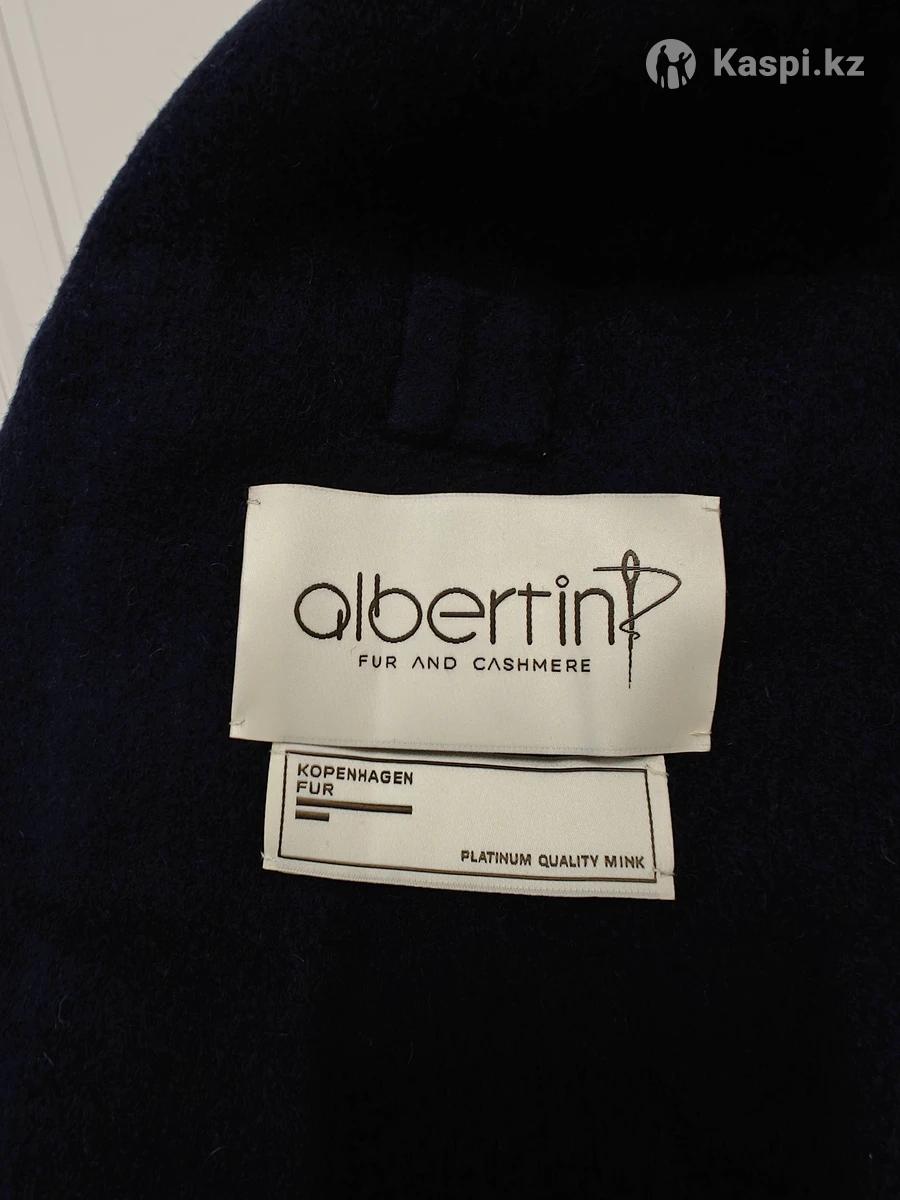 Kaspi.kz
albertini
FUR AND CASHMERE
KOPENHAGEN
FUR
PLATINUM QUALITY MINK